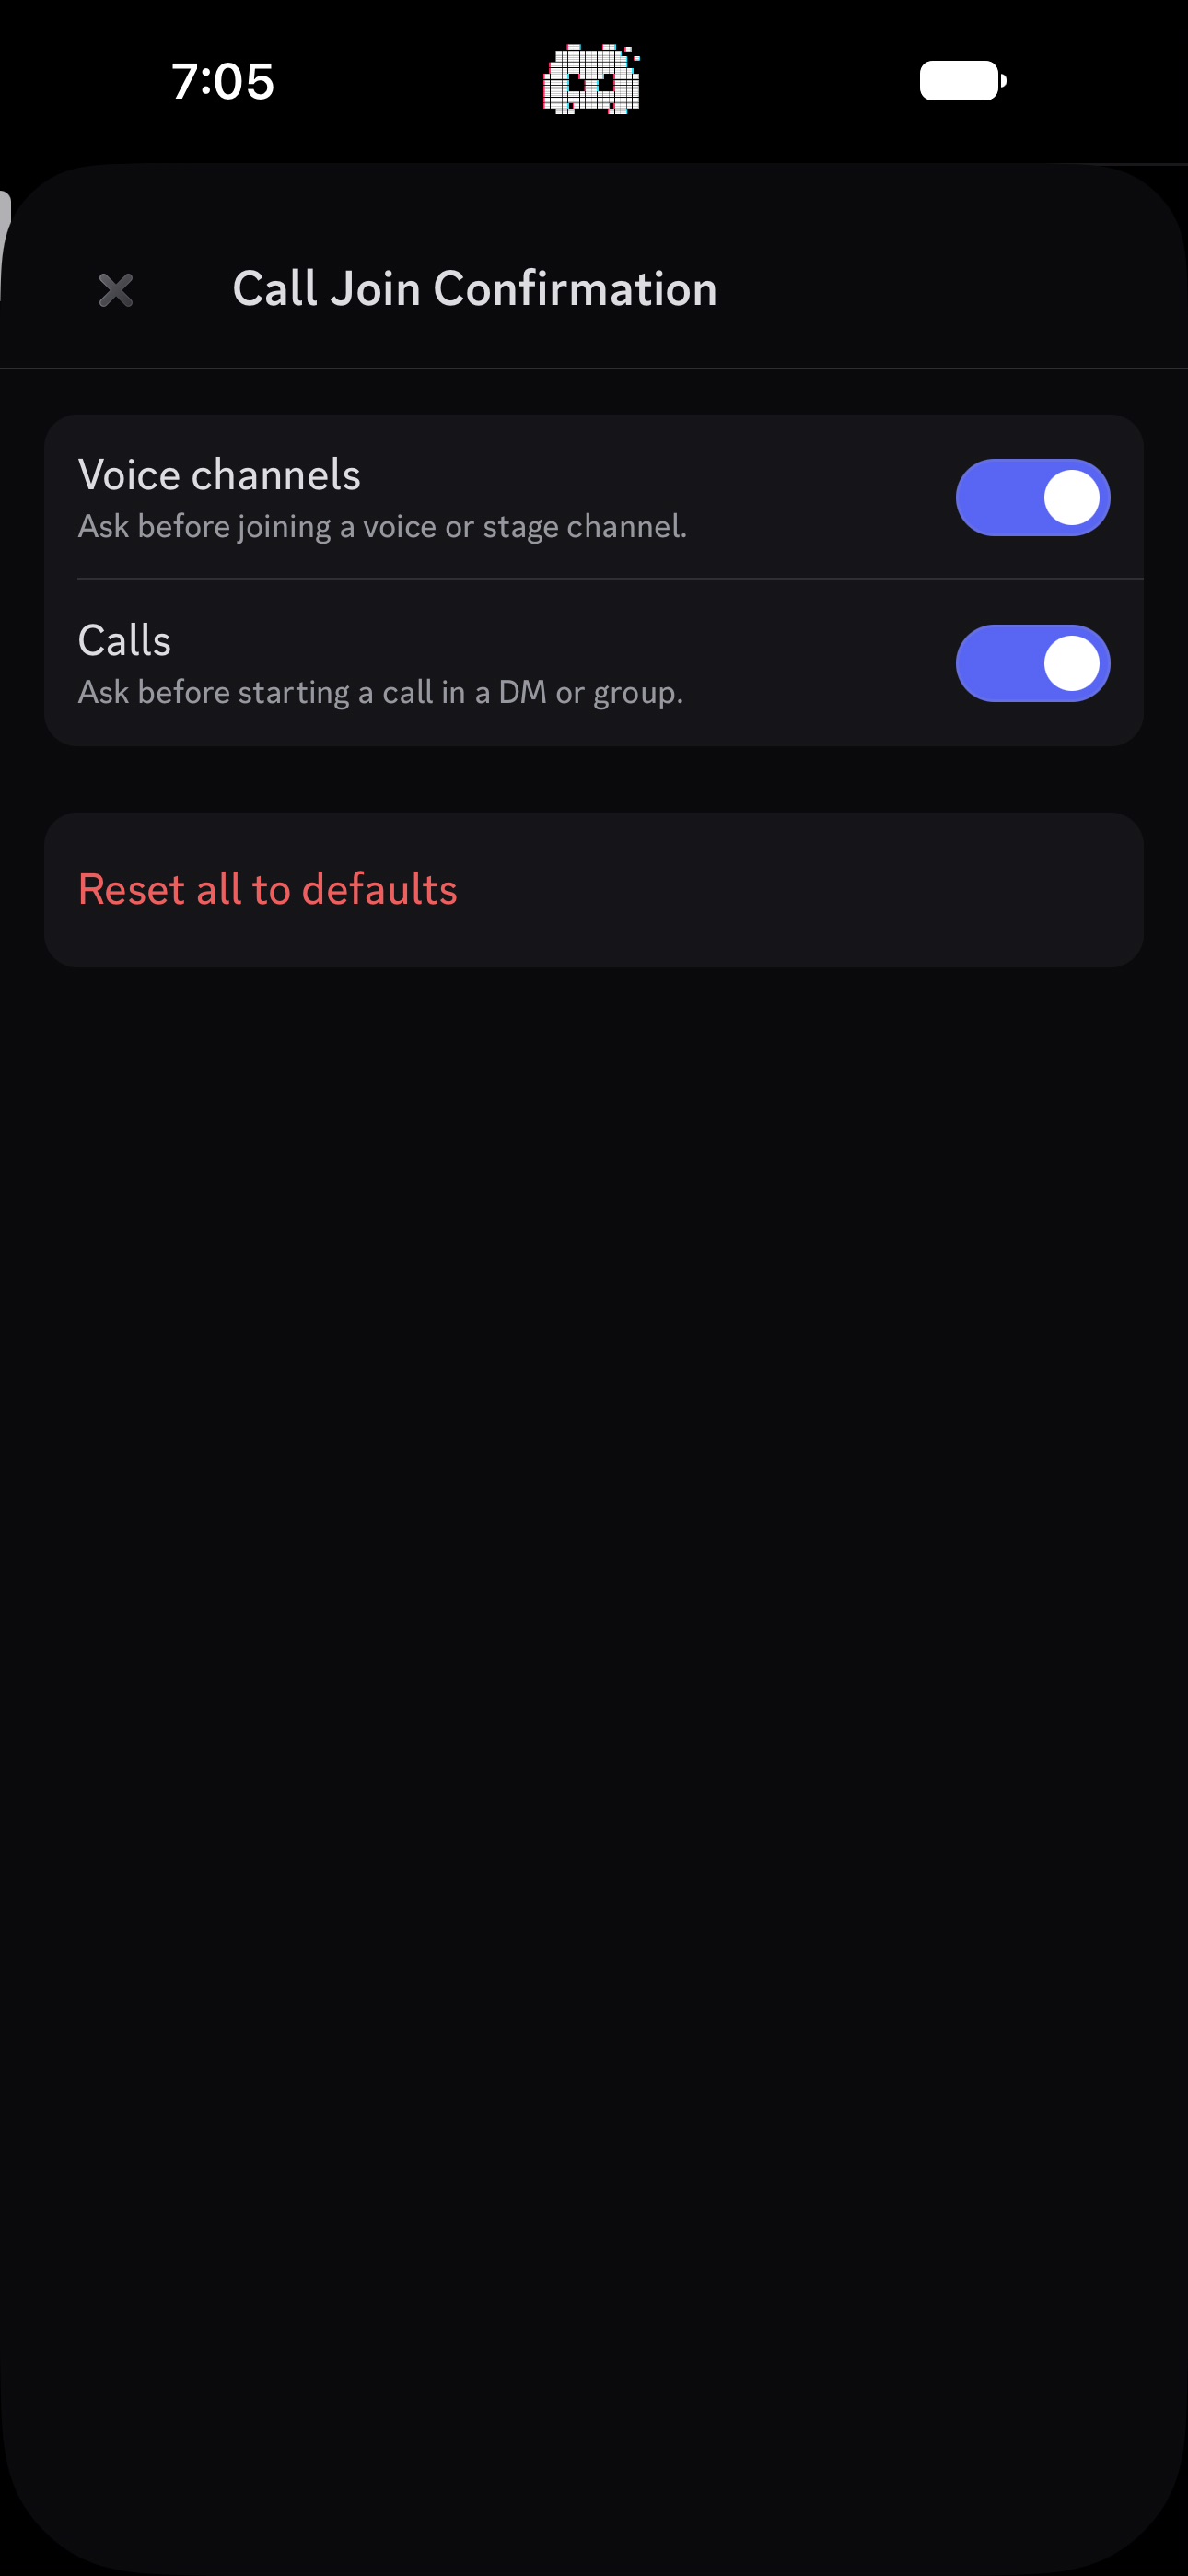 7:05
Call Join Confirmation
Voice channels
Ask before joining a voice or stage channel.
Calls
Ask before starting a call in a DM or group.
Reset all to defaults